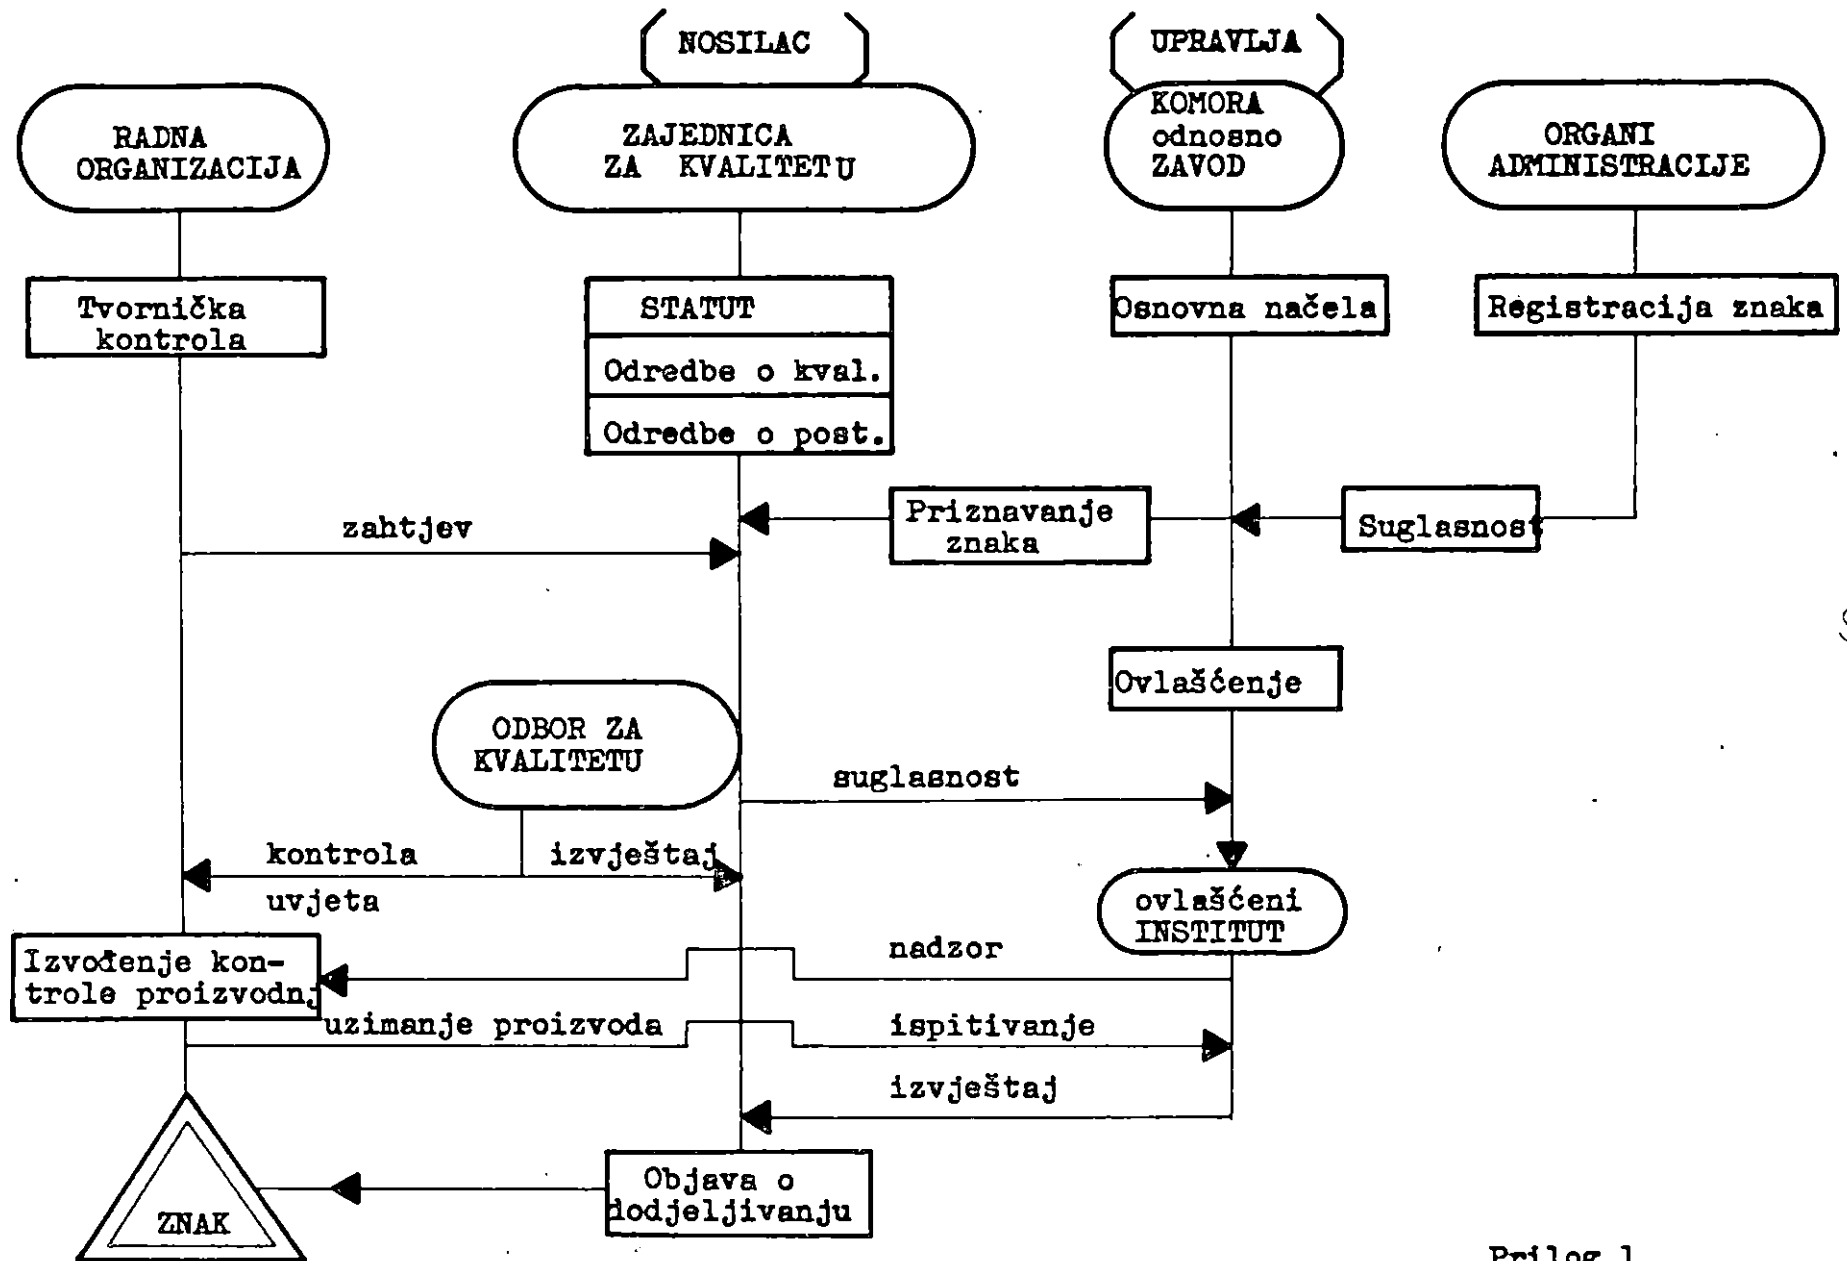 NOSILAC
UPRAVLJA
RADNA
ORGANIZACIJA
ZAJEDNICA
ZA KVALITETU
KOMORA
odnosno
ZAVOD
ORGANI
ADMINISTRACIJE
Tvornička
kontrola
STATUT
Odredbe o kval.
Odredbe o post.
Osnovna načela
Registracija znaka
zahtjev
Priznavanje
znaka
Suglasnost
Ovlašćenje
ODBOR ZA
KVALITETU
suglasnost
kontrola
uvjeta
izvještaj
ovlašćeni
INSTITUT
Izvođenje kon-
trole proizvodnj
nadzor
uzimanje proizvoda
ispitivanje
izvještaj
Objava o
dodjeljivanju
ZNAK
Prilog 1